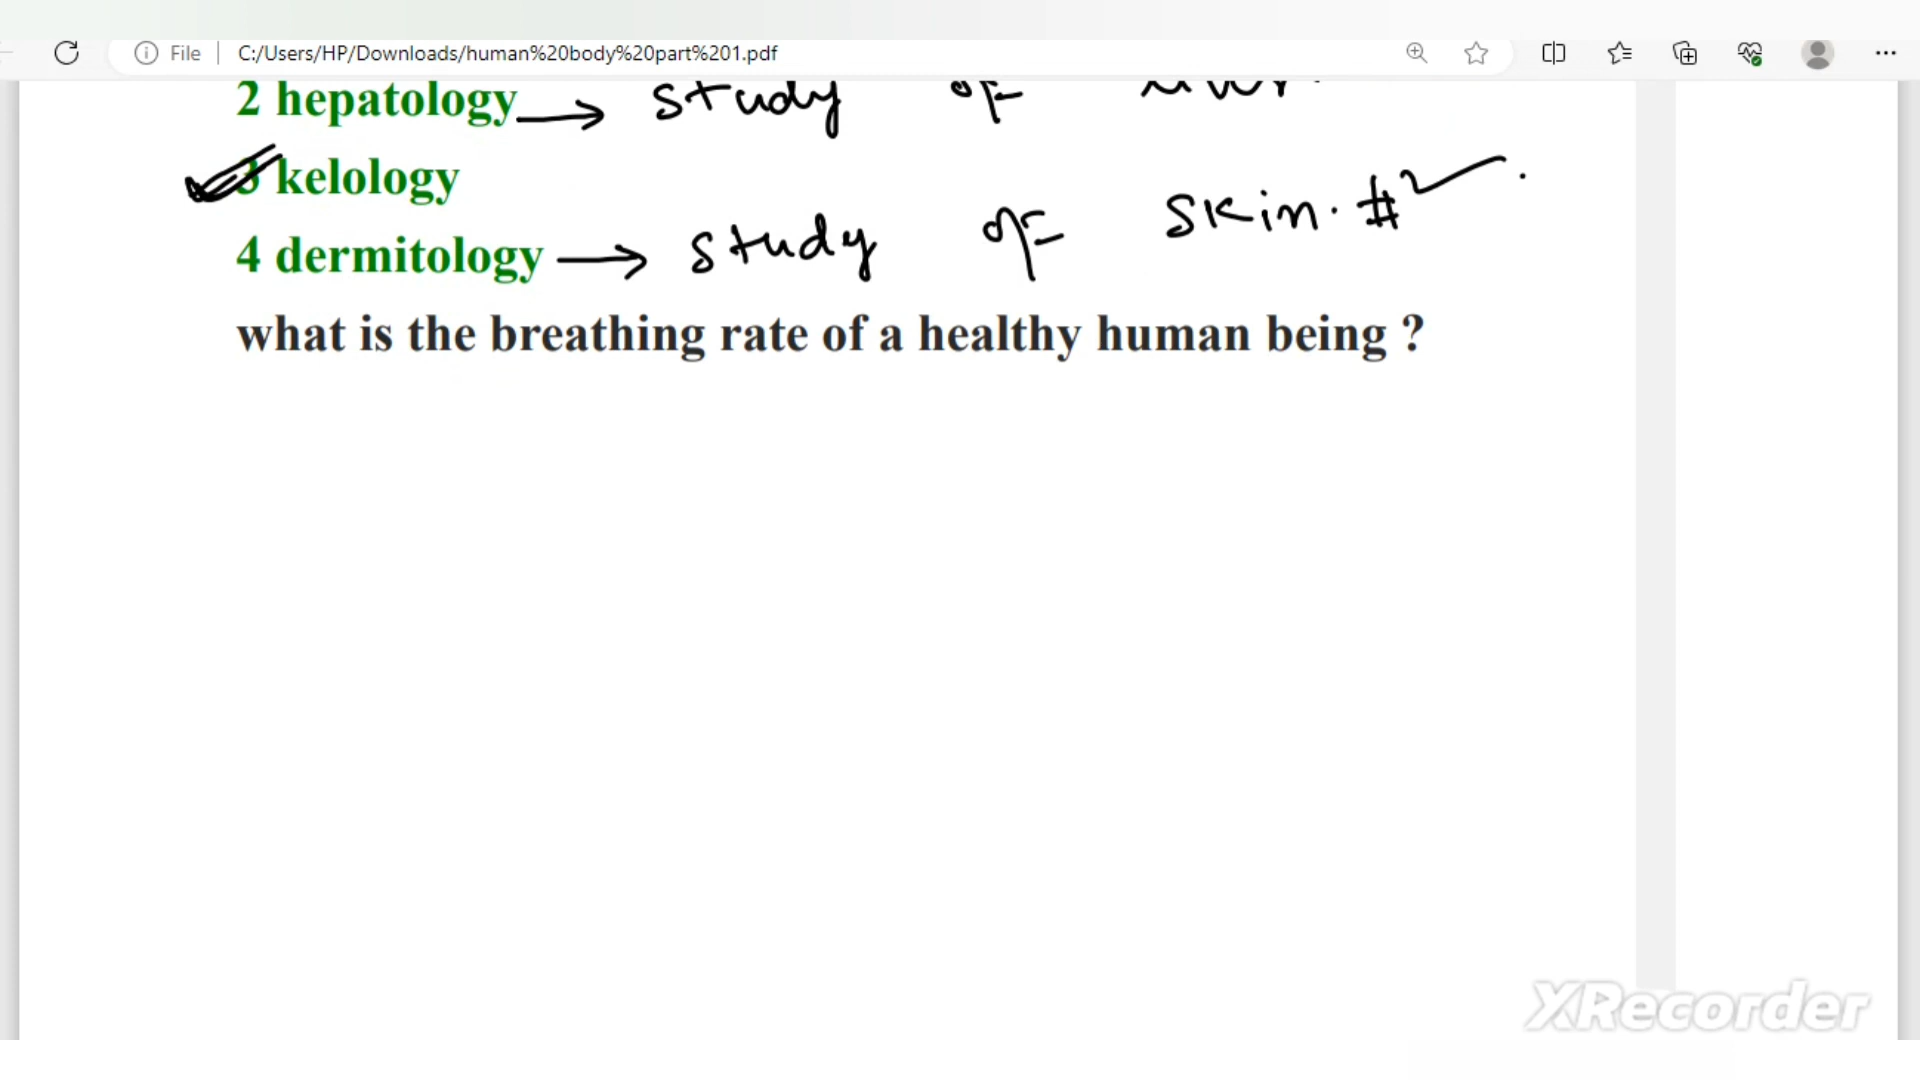 File C:/Users/HP/Downloads/human%20body%20part%201.pdf
2 hepatology → study of
3 kelology
4 dermitology → study of skin. #
what is the breathing rate of a healthy human being ?
XRecorder